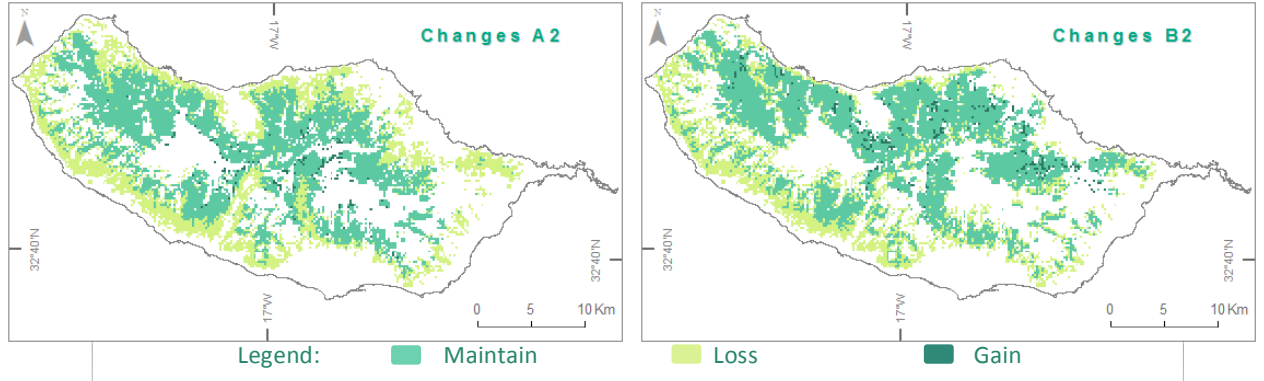 N
17°W
Changes A2
32°40'N
32°40'N
17°W
0 5 10 Km
N
17°W
Changes B2
32°40'N
32°40'N
17°W
0 5 10 Km
Legend: Maintain Loss Gain